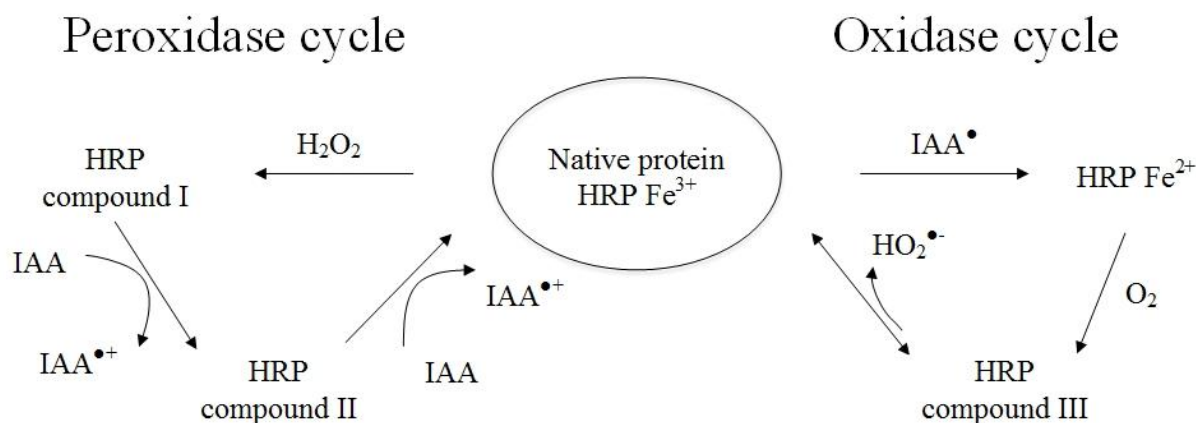 Peroxidase cycle
Oxidase cycle
H₂O₂
IAA•
HRP
compound I
Native protein
HRP Fe³⁺
HRP Fe²⁺
IAA
HO₂•-
IAA•+
O₂
IAA•+
HRP
compound II
IAA
HRP
compound III